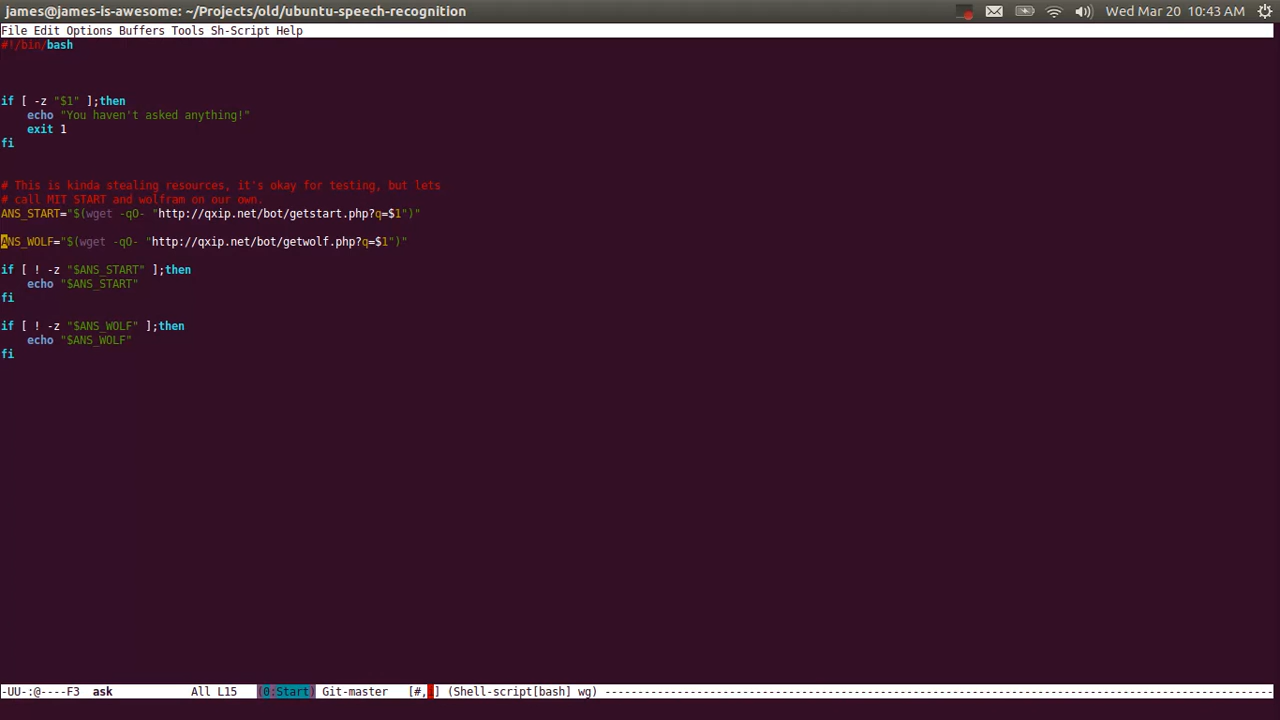 james@james-is-awesome: ~/Projects/old/ubuntu-speech-recognition Wed Mar 20 10:43 AM
File Edit Options Buffers Tools Sh-Script Help
#!/bin/bash
if [ -z "$1" ];then
    echo "You haven't asked anything!"
    exit 1
fi
# This is kinda stealing resources, it's okay for testing, but lets
# call MIT START and wolfram on our own.
ANS_START="$(wget -qO- "http://qxip.net/bot/getstart.php?q=$1")"
ANS_WOLF="$(wget -qO- "http://qxip.net/bot/getwolf.php?q=$1")"
if [ ! -z "$ANS_START" ];then
    echo "$ANS_START"
fi
if [ ! -z "$ANS_WOLF" ];then
    echo "$ANS_WOLF"
fi
-UU-:@----F3  ask            All L15   (0:Start) Git-master   [#,] (Shell-script[bash] wg) ------------------------------------------------------------------------------------------------------